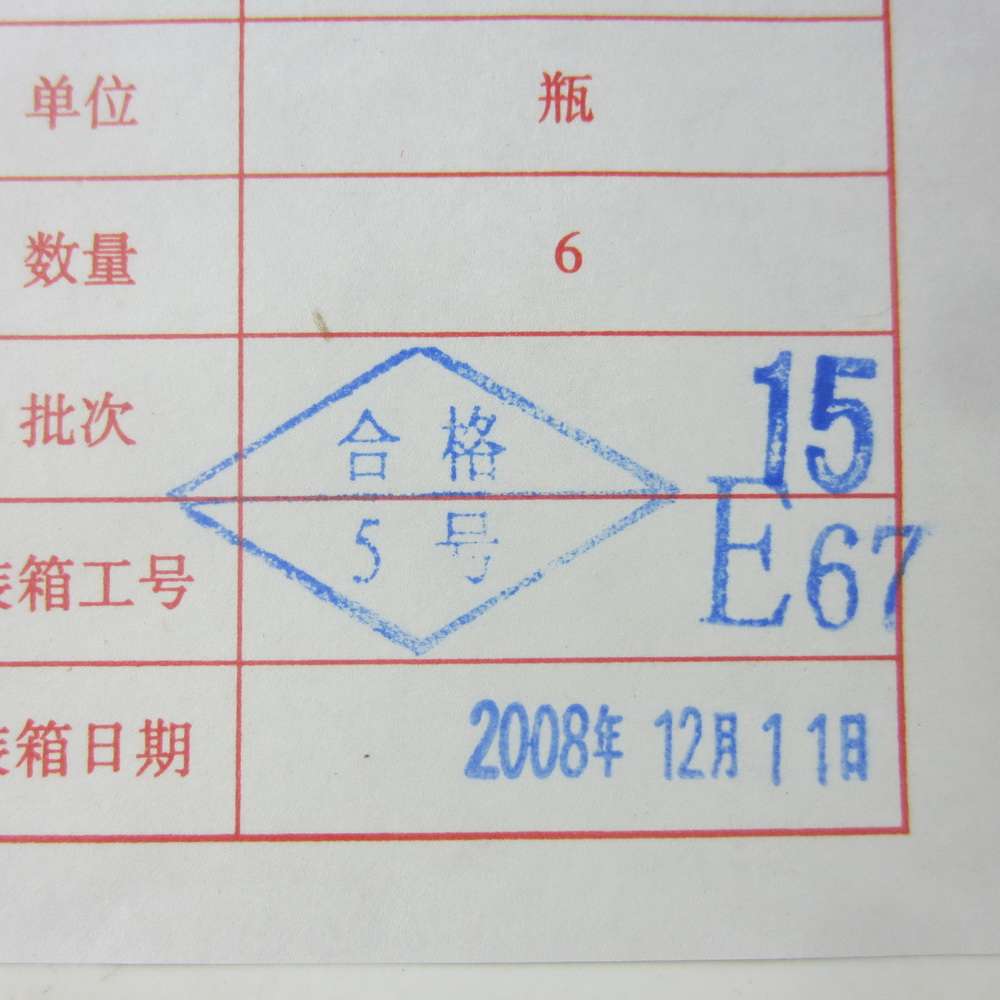 单位 瓶
数量 6
批次 合格 15
装箱工号 5号 E67
装箱日期 2008年 12月11日